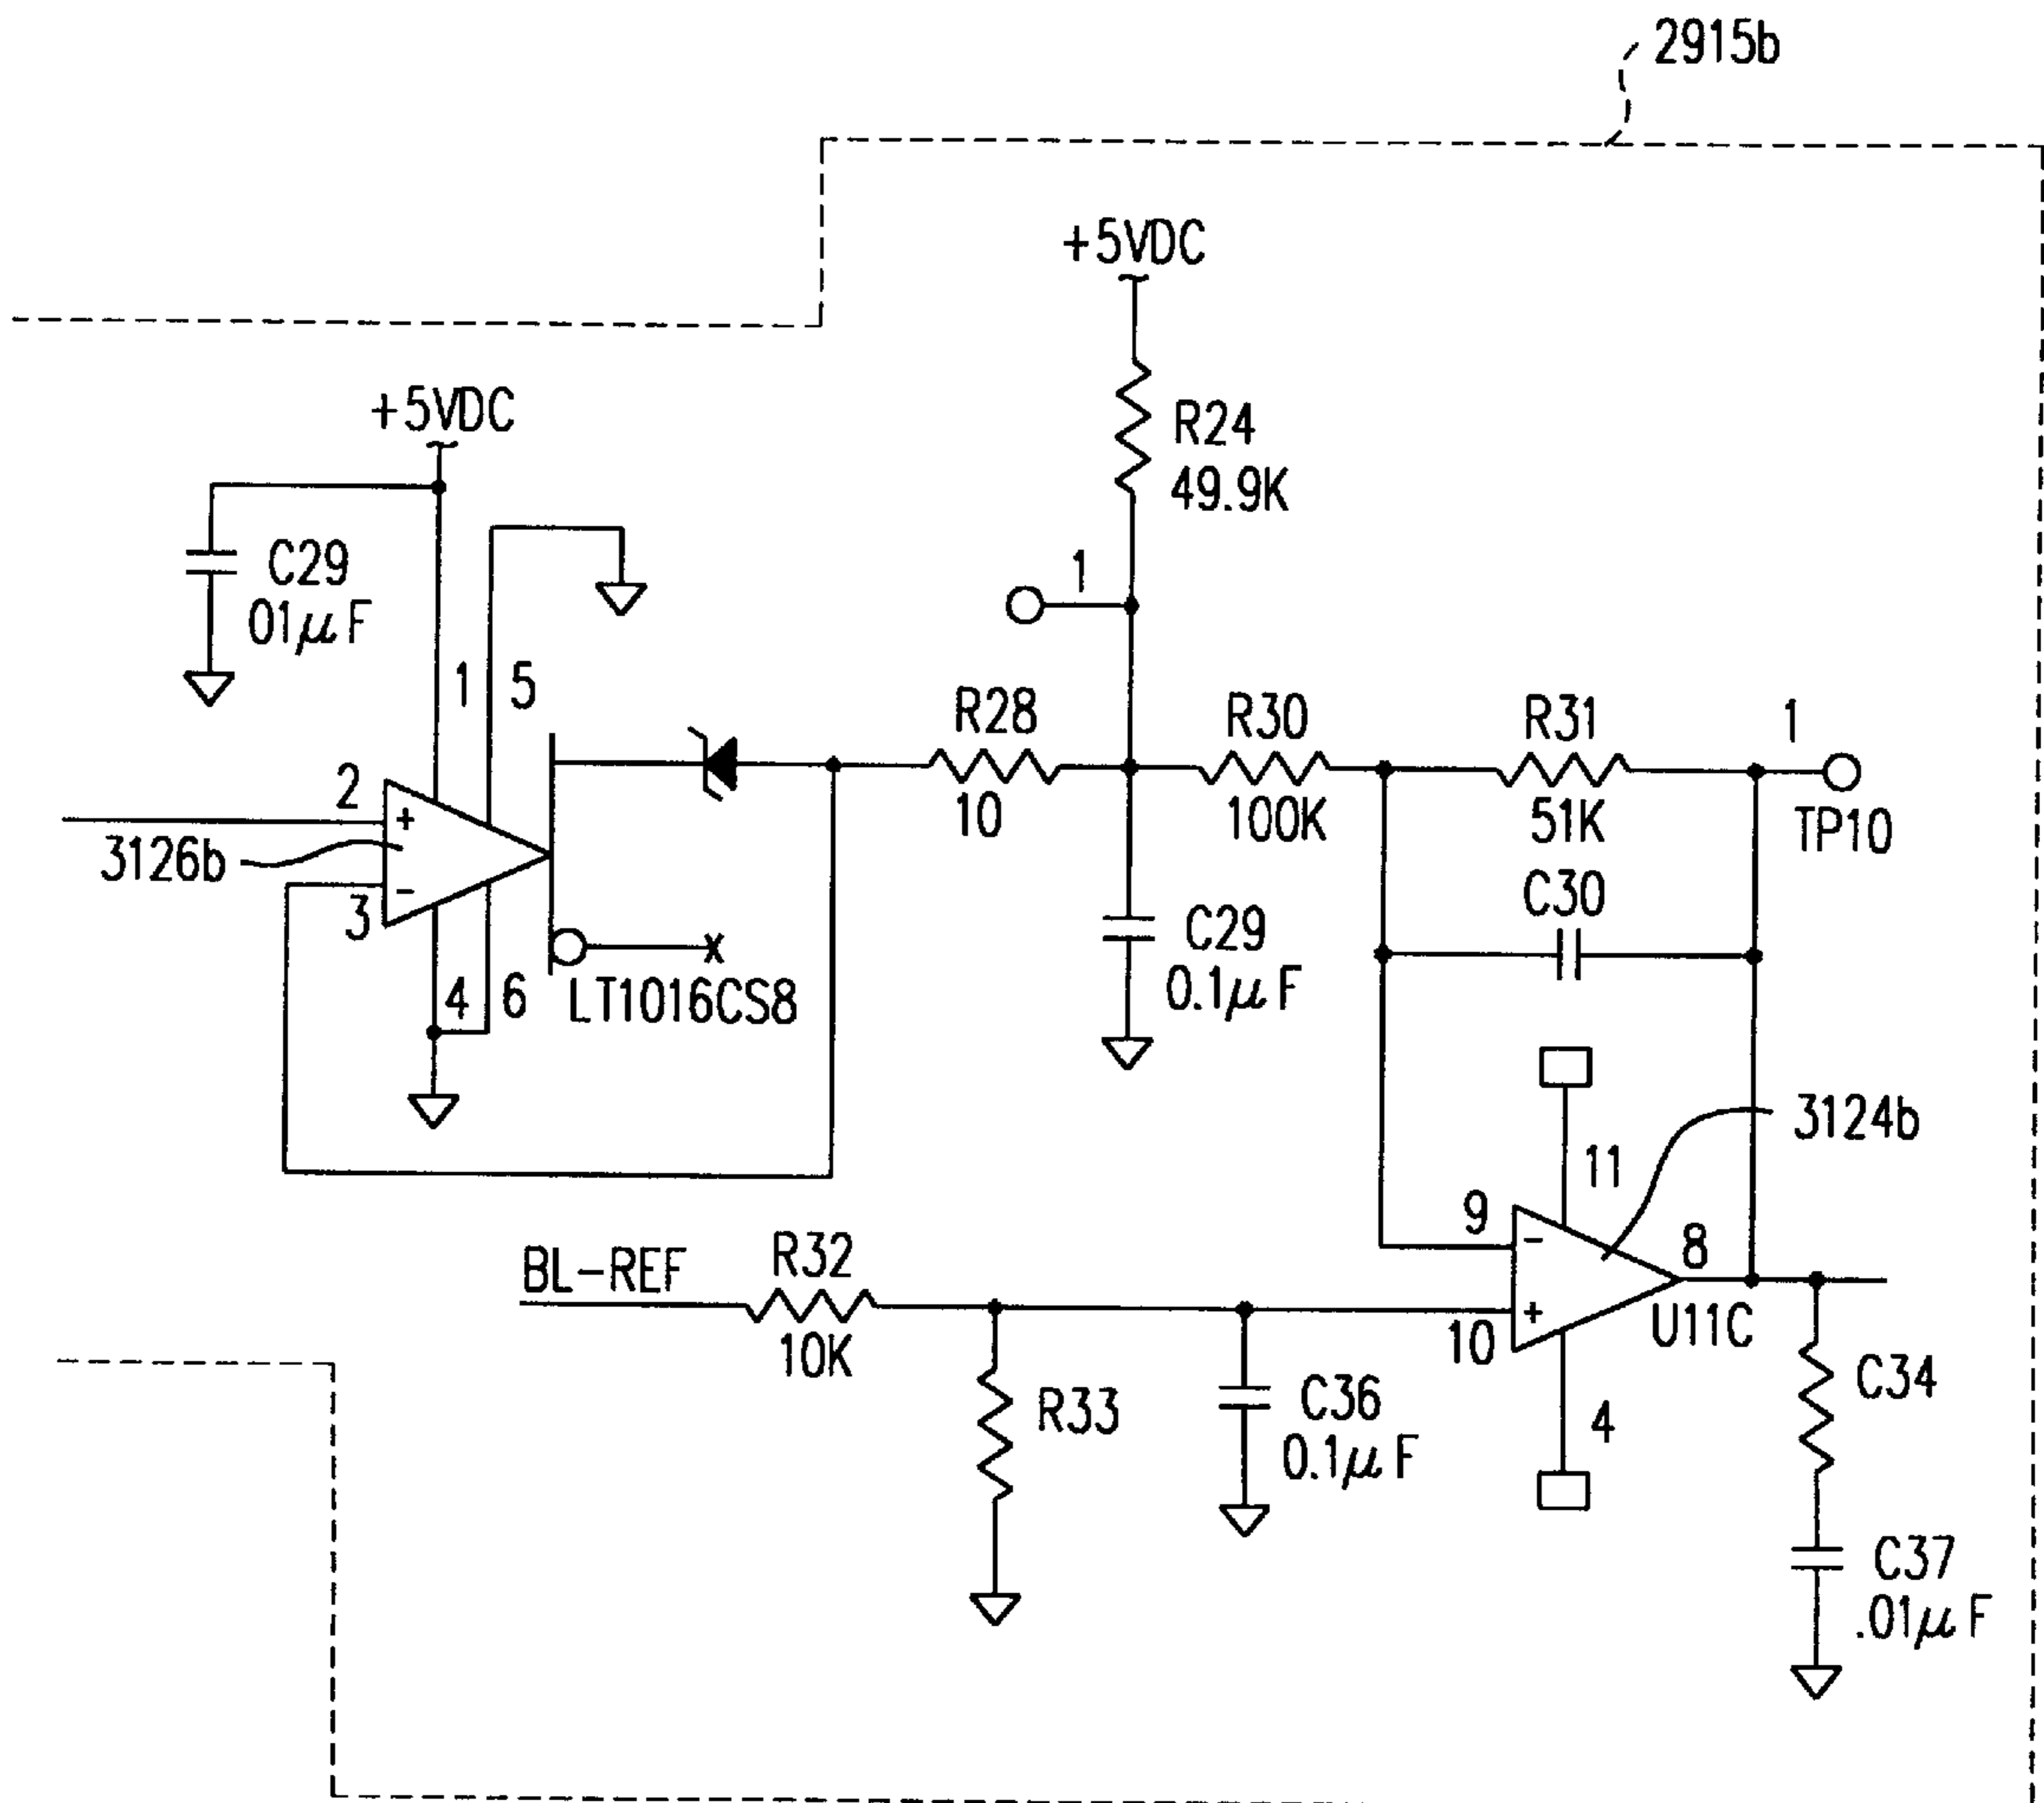 2915b
+5VDC
+5VDC
R24
49.9K
C29
01μF
1
1
5
R28
10
R30
100K
R31
51K
1
TP10
2
+
3126b
-
3
C30
C29
0.1μF
4
6
x
LT1016CS8
3124b
11
9
-
8
BL-REF
R32
10K
10
+
U11C
R33
C36
0.1μF
4
C34
C37
.01μF